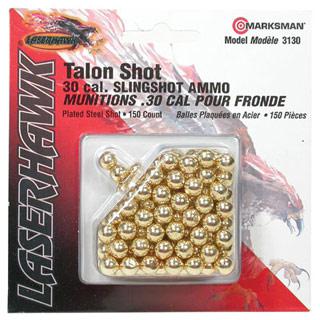 LASERHAWK
MARKSMAN
Model Modèle 3130
Talon Shot
30 cal. SLINGSHOT AMMO
MUNITIONS .30 CAL POUR FRONDE
Plated Steel Shot • 150 Count
Balles Plaquées en Acier • 150 Pièces
LASERHAWK